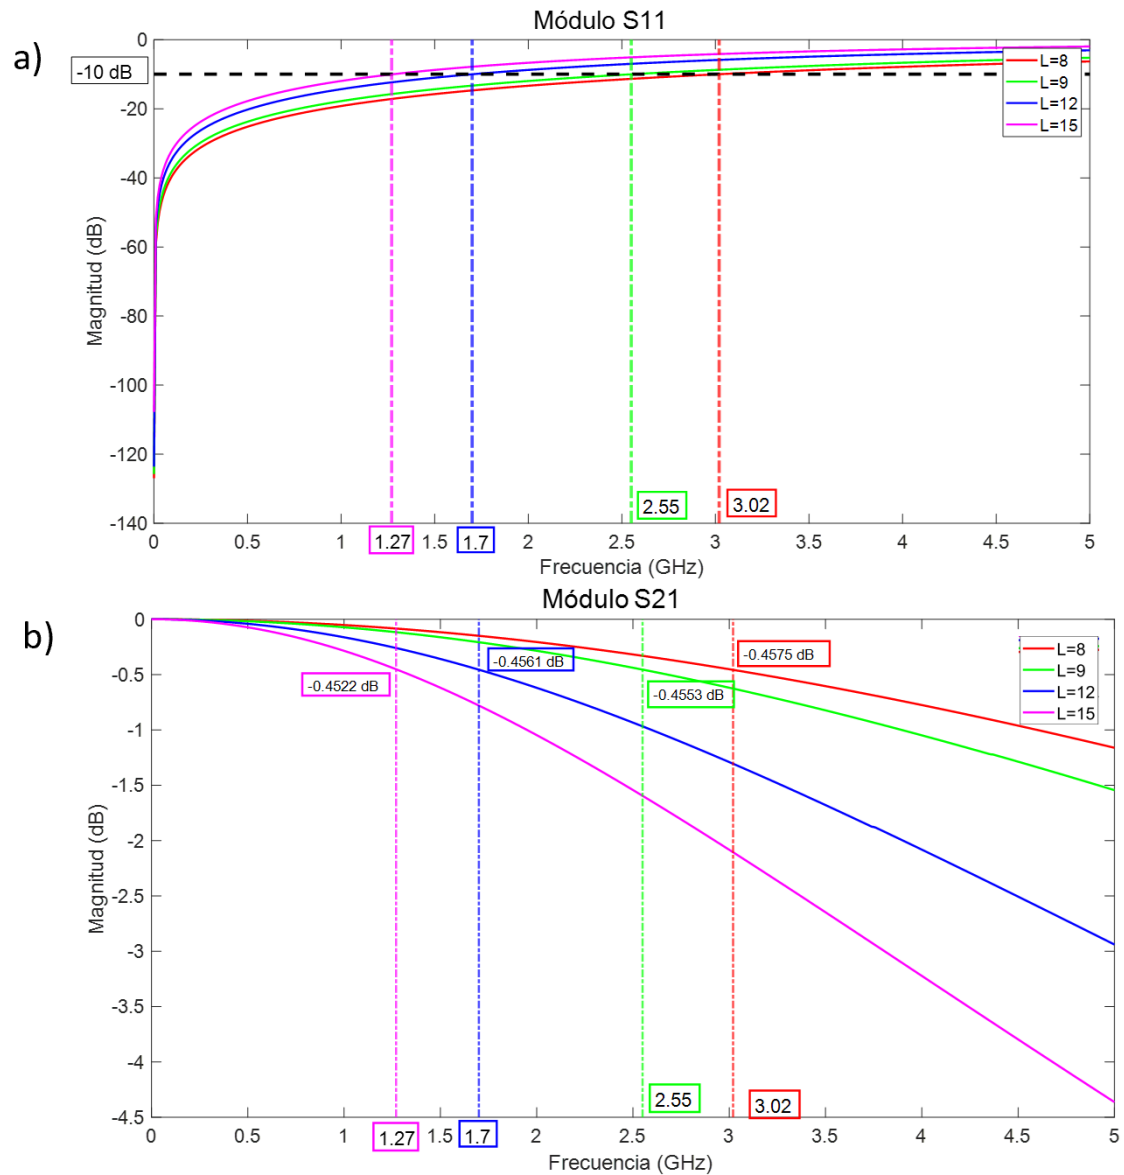 Módulo S11
a)
-10 dB
0
-20
-40
-60
-80
-100
-120
-140
Magnitud (dB)
L=8
L=9
L=12
L=15
2.55
3.02
0
0.5
1
1.27
1.5
1.7
2
2.5
3
3.5
4
4.5
5
Frecuencia (GHz)
Módulo S21
b)
0
-0.5
-1
-1.5
-2
-2.5
-3
-3.5
-4
-4.5
Magnitud (dB)
-0.4522 dB
-0.4561 dB
-0.4553 dB
-0.4575 dB
L=8
L=9
L=12
L=15
2.55
3.02
0
0.5
1
1.27
1.5
1.7
2
2.5
3
3.5
4
4.5
5
Frecuencia (GHz)